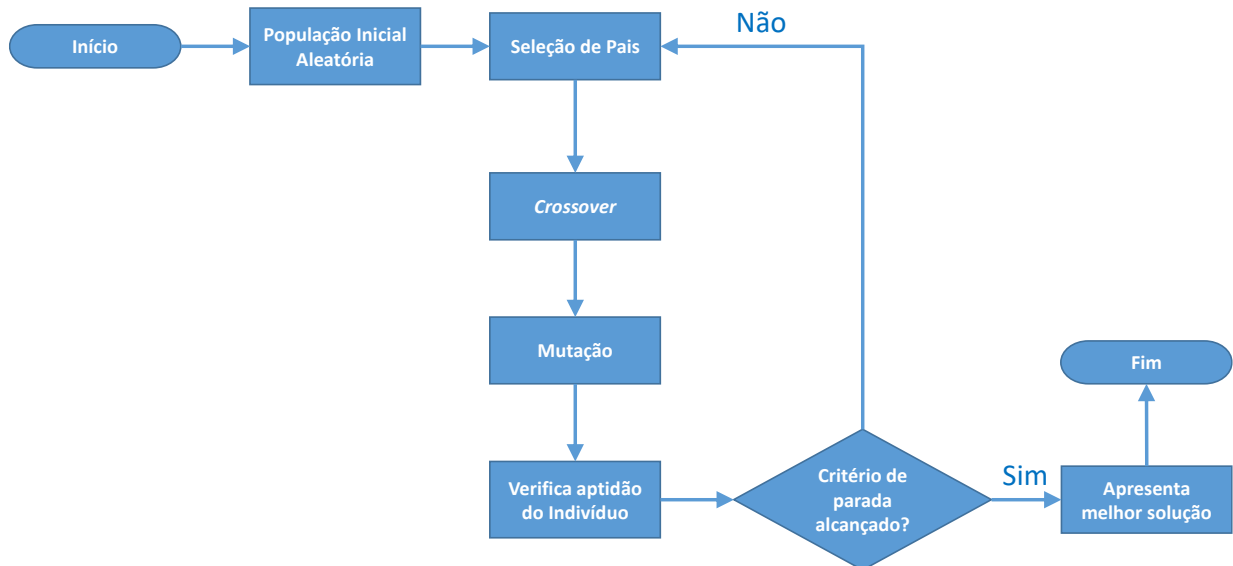 Início
População Inicial
Aleatória
Seleção de Pais
Não
Crossover
Mutação
Verifica aptidão
do Indivíduo
Critério de
parada
alcançado?
Sim
Apresenta
melhor solução
Fim